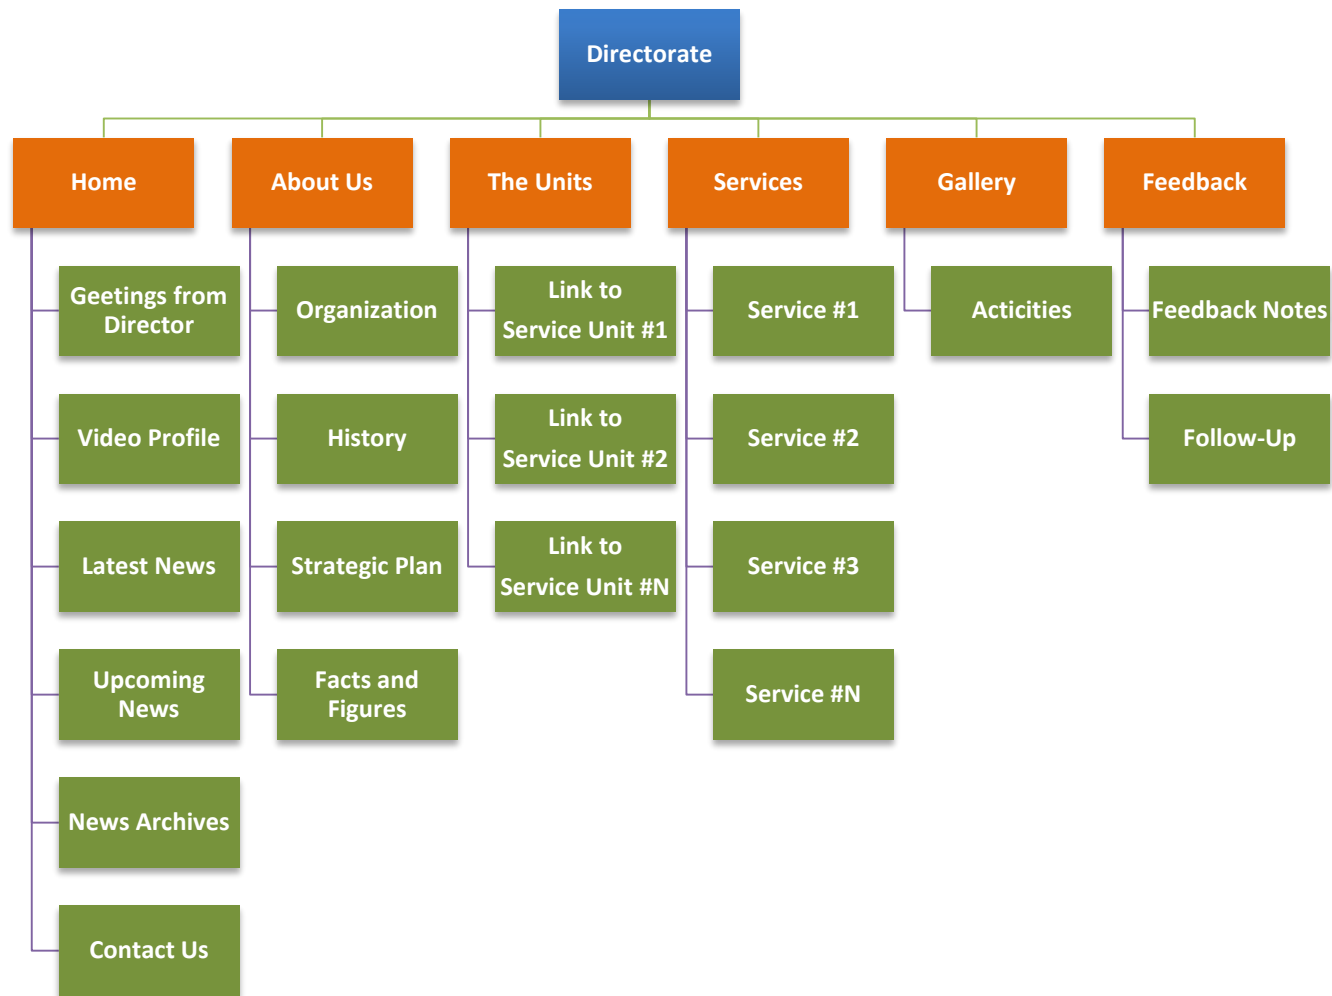 Directorate
Home
About Us
The Units
Services
Gallery
Feedback
Geetings from
Director
Organization
Link to
Service Unit #1
Service #1
Acticities
Feedback Notes
Video Profile
History
Link to
Service Unit #2
Service #2
Follow-Up
Latest News
Strategic Plan
Link to
Service Unit #N
Service #3
Upcoming
News
Facts and
Figures
Service #N
News Archives
Contact Us